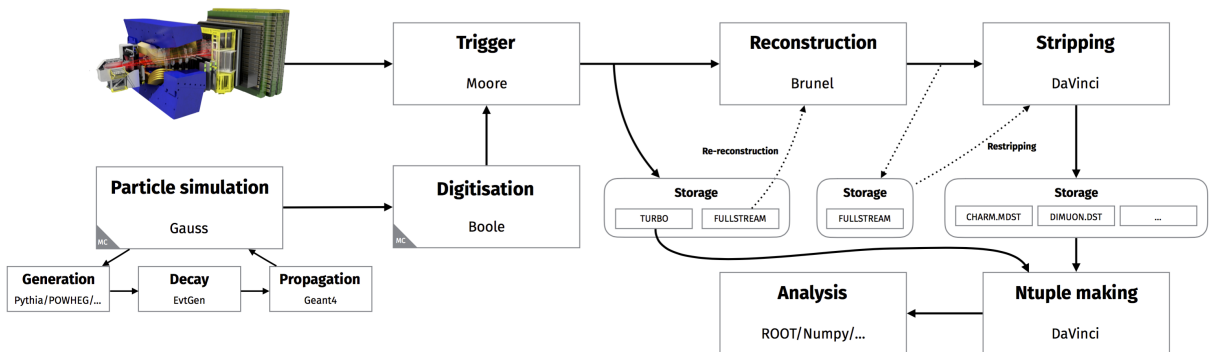 Trigger
Moore
Reconstruction
Brunel
Stripping
DaVinci
Re-reconstruction
Restripping
Particle simulation
Gauss
MC
Digitisation
Boole
MC
Storage
TURBO
FULLSTREAM
Storage
FULLSTREAM
Storage
CHARM.MDST
DIMUON.DST
...
Generation
Pythia/POWHEG/...
Decay
EvtGen
Propagation
Geant4
Analysis
ROOT/Numpy/...
Ntuple making
DaVinci